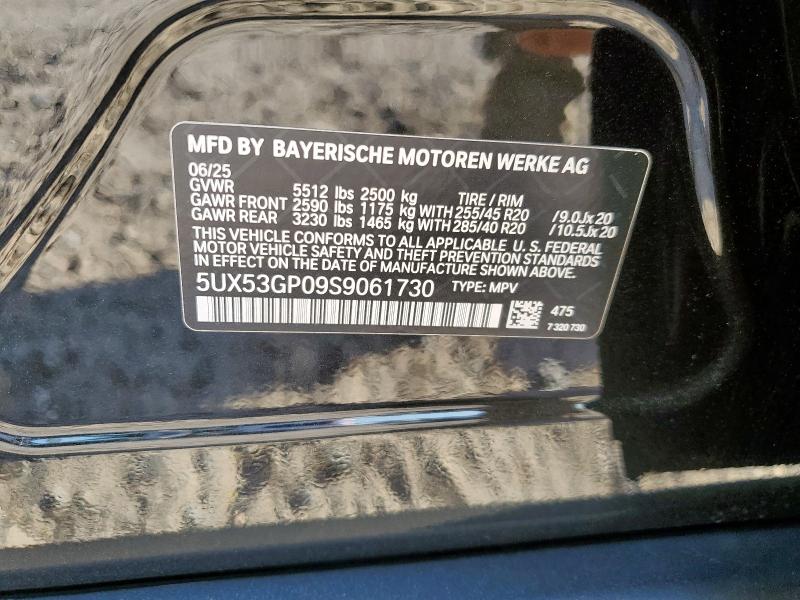 MFD BY BAYERISCHE MOTOREN WERKE AG
06/25
GVWR 5512 lbs 2500 kg TIRE / RIM
GAWR FRONT 2590 lbs 1175 kg WITH 255/45 R20 /9.0Jx20
GAWR REAR 3230 lbs 1465 kg WITH 285/40 R20 /10.5Jx20
THIS VEHICLE CONFORMS TO ALL APPLICABLE U.S. FEDERAL
MOTOR VEHICLE SAFETY AND THEFT PREVENTION STANDARDS
IN EFFECT ON THE DATE OF MANUFACTURE SHOWN ABOVE.
5UX53GP09S9061730 TYPE: MPV
475
7 320 730